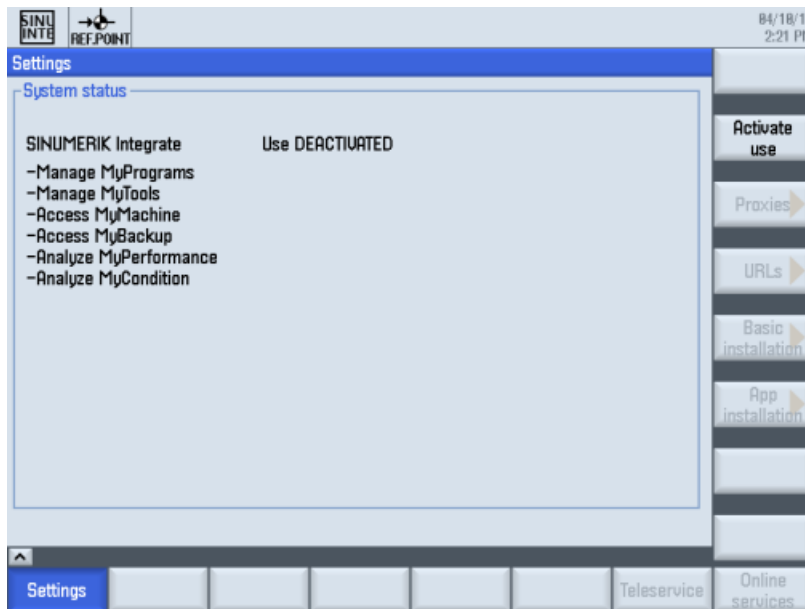 SINU
INTE
REF.POINT
04/18/1
2:21 P
Settings
System status
SINUMERIK Integrate Use DEACTIVATED
-Manage MyPrograms
-Manage MyTools
-Access MyMachine
-Access MyBackup
-Analyze MyPerformance
-Analyze MyCondition
Activate
use
Proxies
URLs
Basic
installation
App
installation
Settings
Teleservice
Online
services